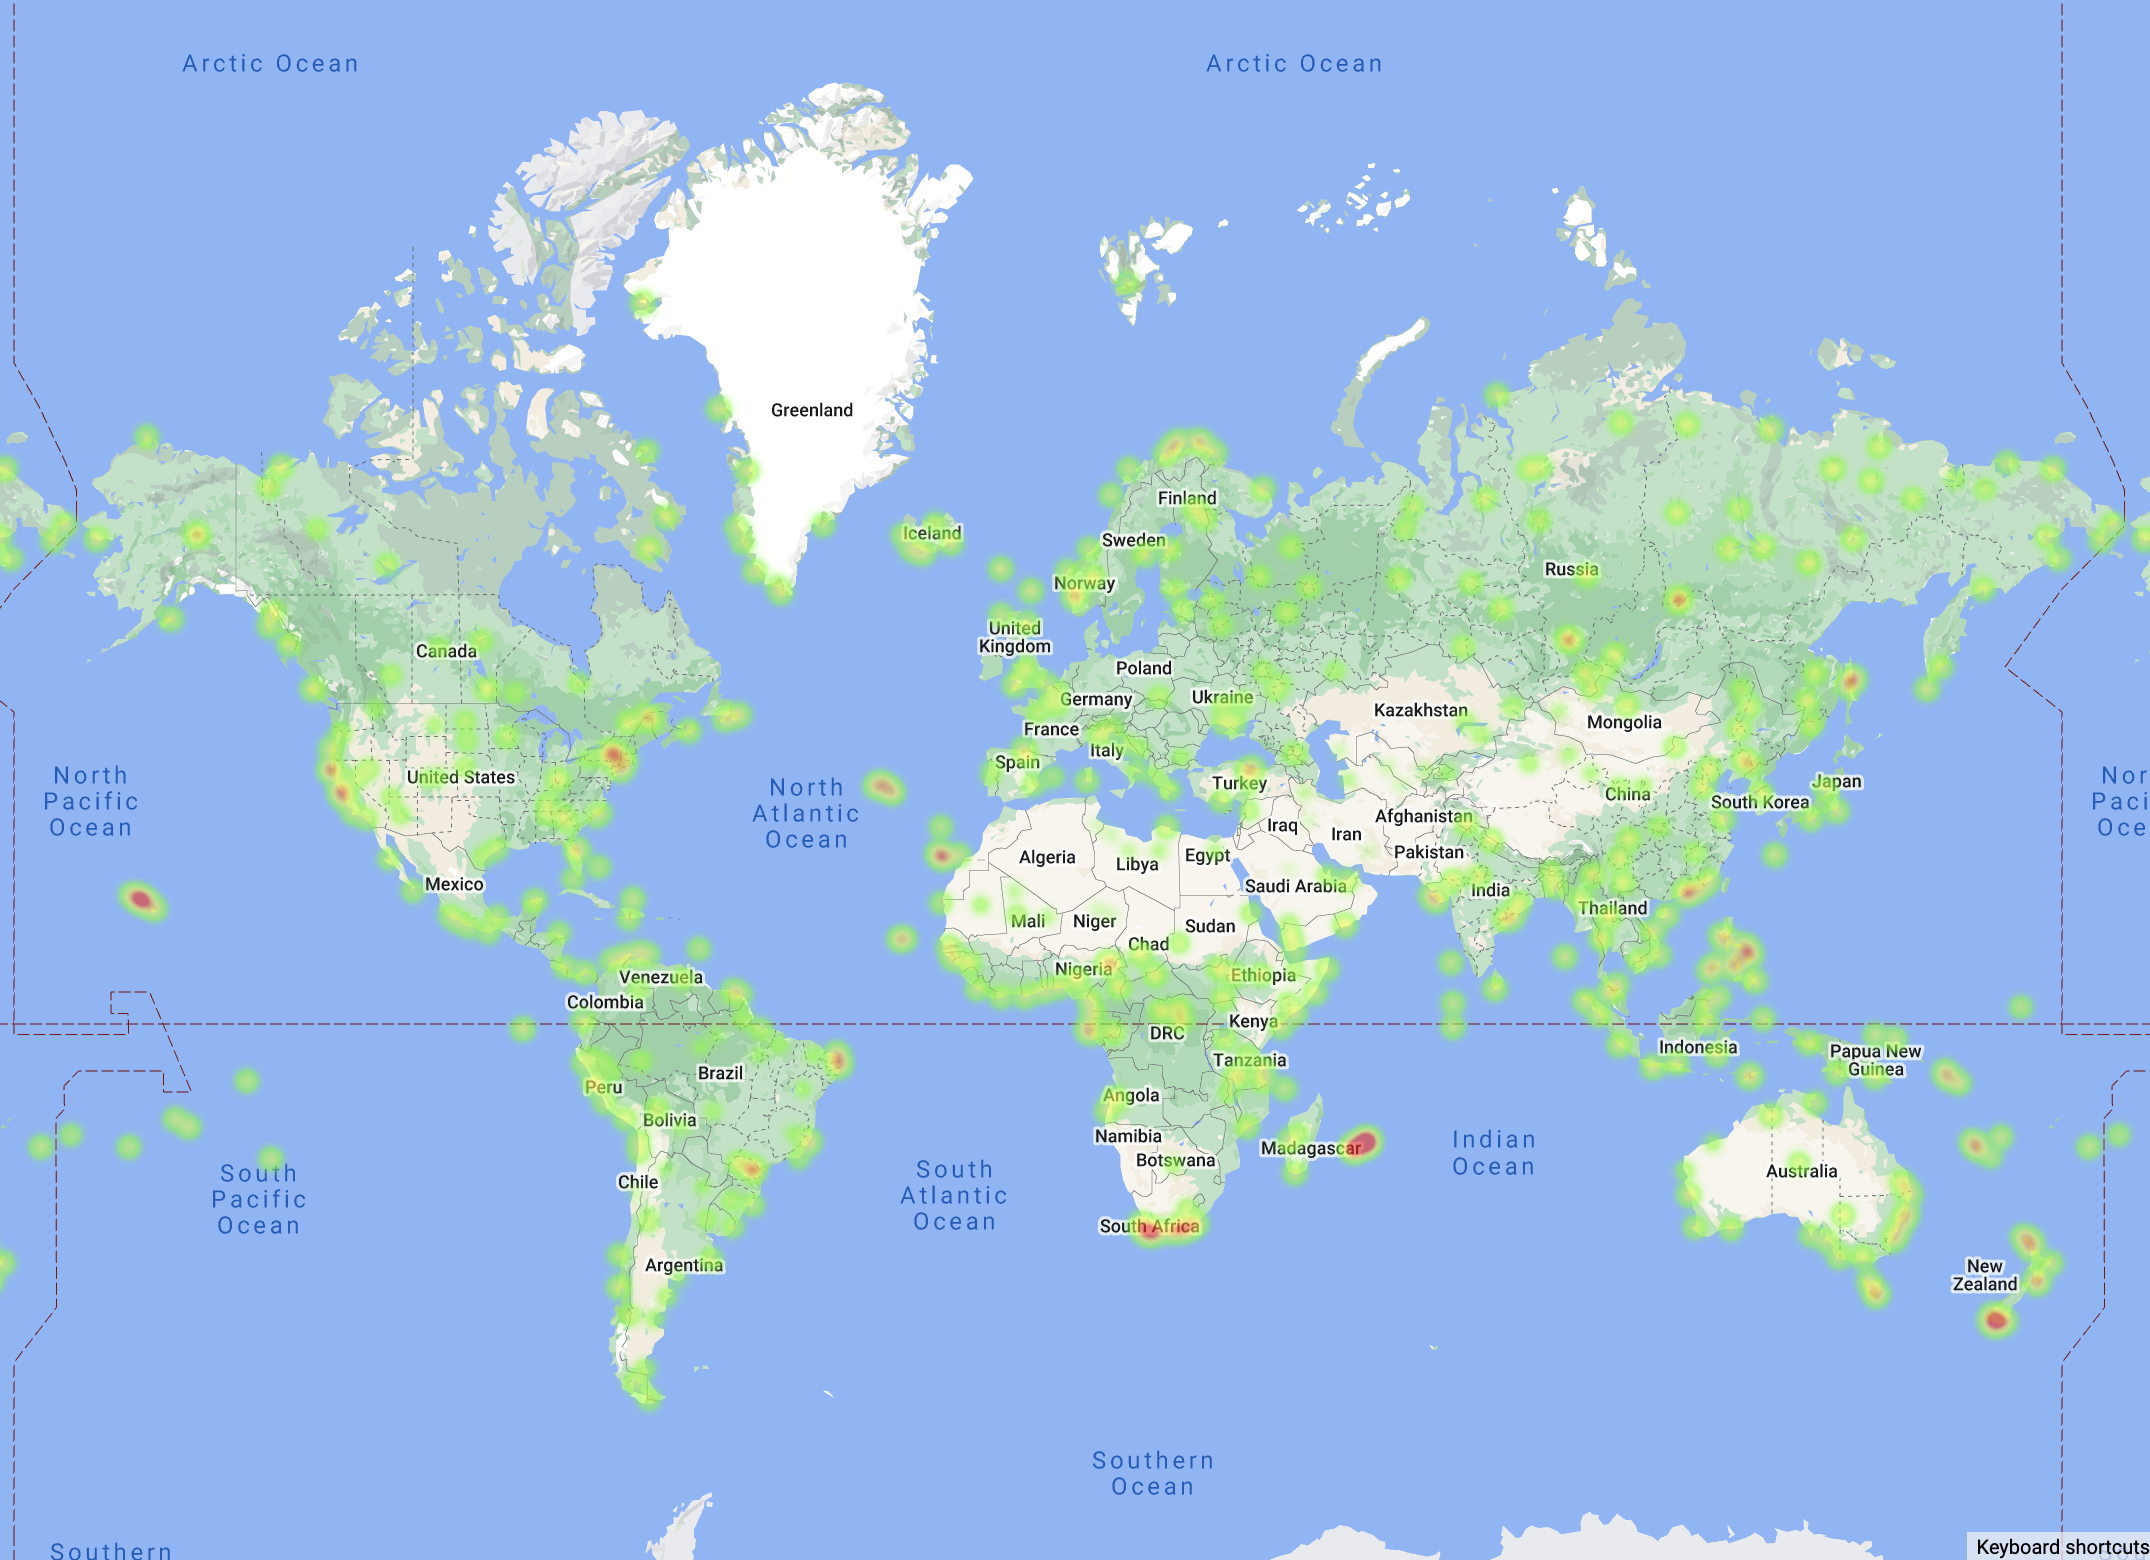 Arctic Ocean
Arctic Ocean
Greenland
Finland
Iceland
Sweden
Russia
Norway
United
Kingdom
Canada
Poland
Germany
Ukraine
Kazakhstan
Mongolia
France
Italy
Spain
United States
Turkey
China
Japan
South Korea
North
Pacific
Ocean
North
Atlantic
Ocean
Nor
Paci
Oce
Afghanistan
Iraq
Iran
Pakistan
Algeria
Libya
Egypt
Saudi Arabia
India
Mexico
Thailand
Mali
Niger
Sudan
Chad
Nigeria
Ethiopia
Venezuela
Colombia
Kenya
DRC
Indonesia
Tanzania
Papua New
Guinea
Brazil
Peru
Angola
Bolivia
Namibia
Madagascar
Botswana
Indian
Ocean
Australia
Chile
South
Pacific
Ocean
South
Atlantic
Ocean
South Africa
Argentina
New
Zealand
Southern
Ocean
Southern
Keyboard shortcuts